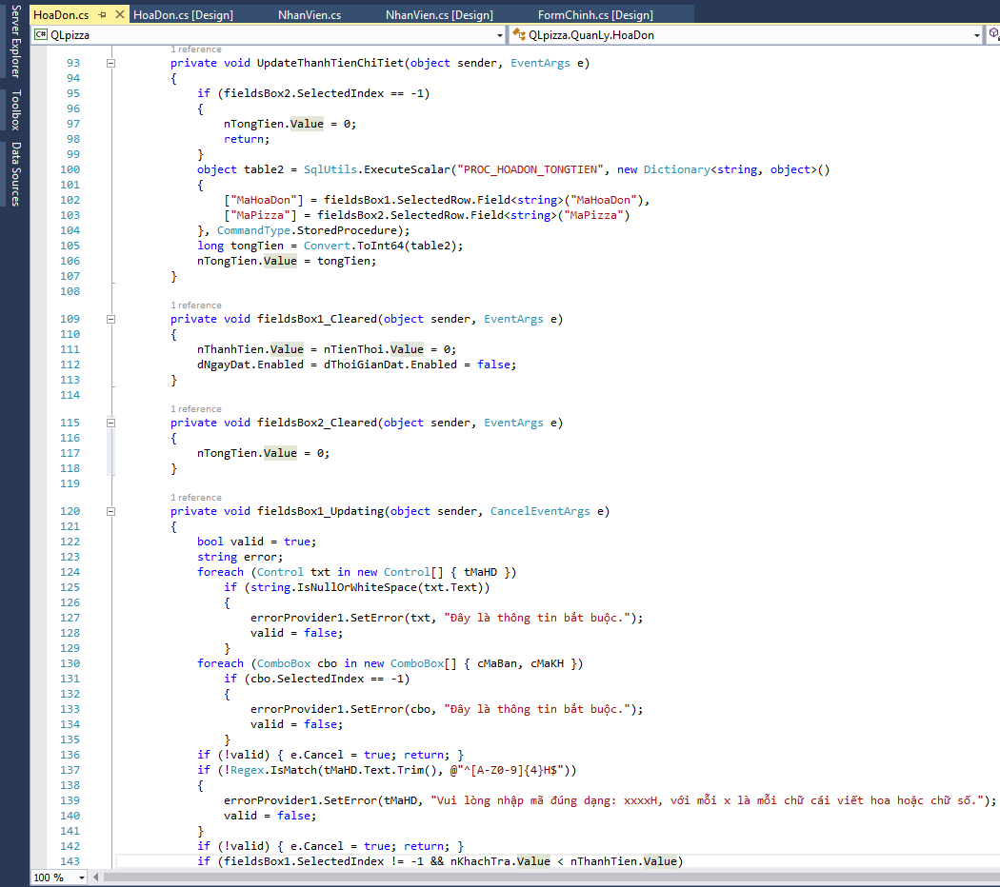 HoaDon.cs
HoaDon.cs [Design]
NhanVien.cs
NhanVien.cs [Design]
FormChinh.cs [Design]
Server Explorer
Toolbox
Data Sources
C# QLpizza
QLpizza.QuanLy.HoaDon
1 reference
93 private void UpdateThanhTienChiTiet(object sender, EventArgs e)
94 {
95 if (fieldsBox2.SelectedIndex == -1)
96 {
97 nTongTien.Value = 0;
98 return;
99 }
100 object table2 = SqlUtils.ExecuteScalar("PROC_HOADON_TONGTIEN", new Dictionary<string, object>()
101 {
102 ["MaHoaDon"] = fieldsBox1.SelectedRow.Field<string>("MaHoaDon"),
103 ["MaPizza"] = fieldsBox2.SelectedRow.Field<string>("MaPizza")
104 }, CommandType.StoredProcedure);
105 long tongTien = Convert.ToInt64(table2);
106 nTongTien.Value = tongTien;
107 }
108
1 reference
109 private void fieldsBox1_Cleared(object sender, EventArgs e)
110 {
111 nThanhTien.Value = nTienThoi.Value = 0;
112 dNgayDat.Enabled = dThoiGianDat.Enabled = false;
113 }
114
1 reference
115 private void fieldsBox2_Cleared(object sender, EventArgs e)
116 {
117 nTongTien.Value = 0;
118 }
119
1 reference
120 private void fieldsBox1_Updating(object sender, CancelEventArgs e)
121 {
122 bool valid = true;
123 string error;
124 foreach (Control txt in new Control[] { tMaHD })
125 if (string.IsNullOrWhiteSpace(txt.Text))
126 {
127 errorProvider1.SetError(txt, "Đây là thông tin bắt buộc.");
128 valid = false;
129 }
130 foreach (ComboBox cbo in new ComboBox[] { cMaBan, cMaKH })
131 if (cbo.SelectedIndex == -1)
132 {
133 errorProvider1.SetError(cbo, "Đây là thông tin bắt buộc.");
134 valid = false;
135 }
136 if (!valid) { e.Cancel = true; return; }
137 if (!Regex.IsMatch(tMaHD.Text.Trim(), @"^[A-Z0-9]{4}H$"))
138 {
139 errorProvider1.SetError(tMaHD, "Vui lòng nhập mã đúng dạng: xxxxH, với mỗi x là mỗi chữ cái viết hoa hoặc chữ số.");
140 valid = false;
141 }
142 if (!valid) { e.Cancel = true; return; }
143 if (fieldsBox1.SelectedIndex != -1 && nKhachTra.Value < nThanhTien.Value)
100 %